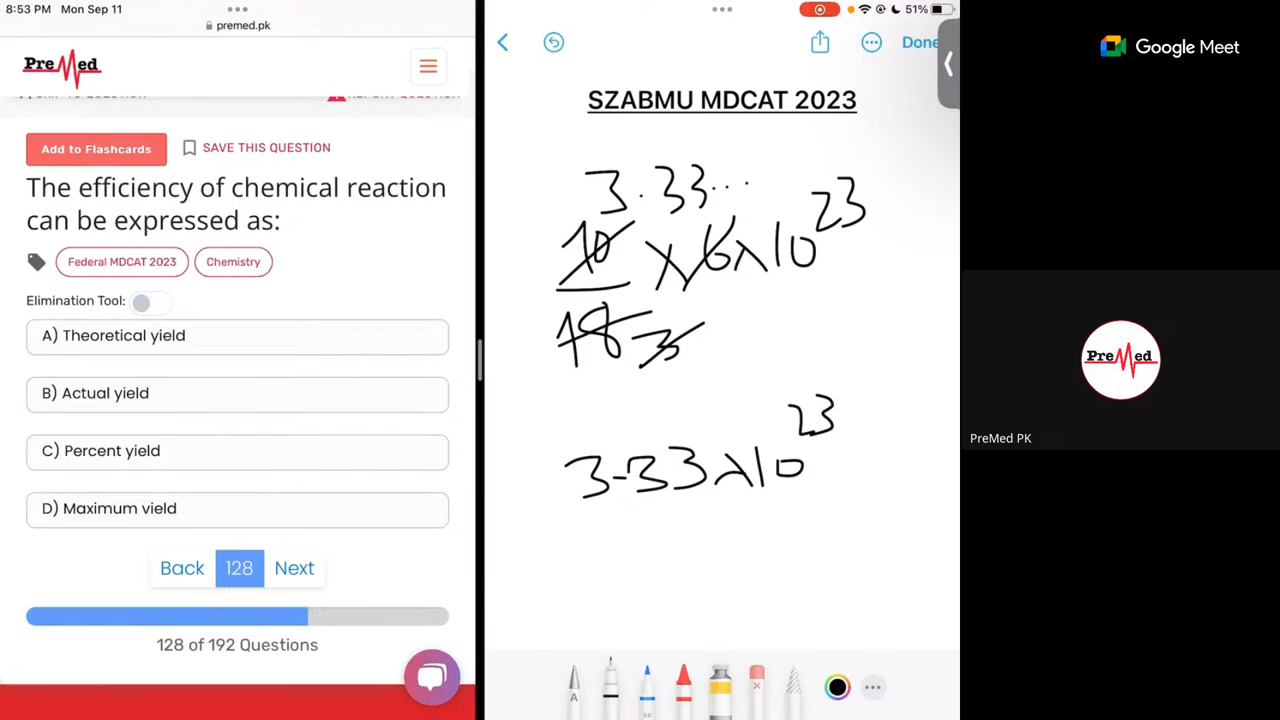 8:53 PM Mon Sep 11
premed.pk
51%
Google Meet
PreMed
Done
SZABMU MDCAT 2023
Add to Flashcards
SAVE THIS QUESTION
The efficiency of chemical reaction
can be expressed as:
Federal MDCAT 2023
Chemistry
Elimination Tool:
A) Theoretical yield
B) Actual yield
C) Percent yield
D) Maximum yield
Back 128 Next
128 of 192 Questions
3.33...
10 x 6 x 10 23
18 3
3.33 x 10 23
PreMed
PreMed PK